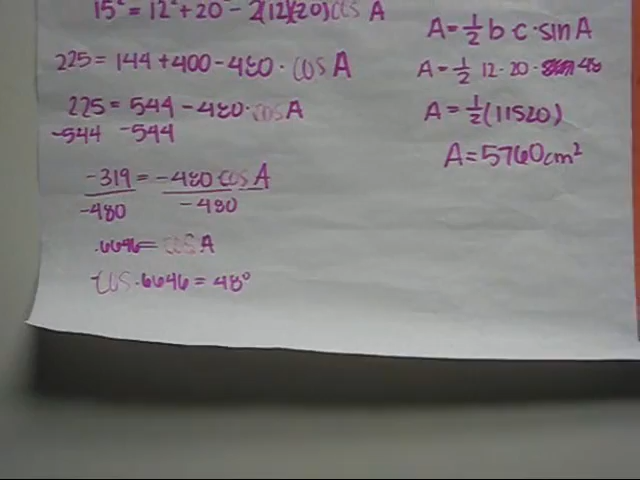 15² = 12² + 20² - 2(12)(20)cos A
225 = 144 + 400 - 480 · cos A
225 = 544 - 480 · cos A
-544 -544
-319 = -480 cos A
-480 -480
.6646 = cos A
cos .6646 = 48°
A = 1/2 b c · sin A
A = 1/2 12 · 20 · 48
A = 1/2 (11520)
A = 5760cm²